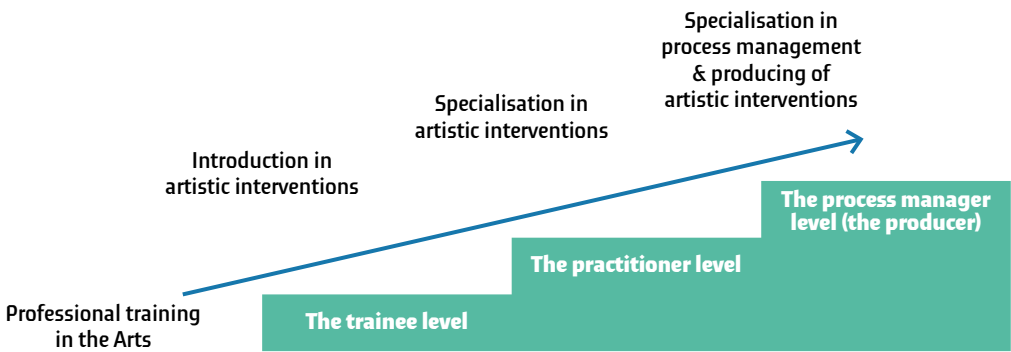 Specialisation in
process management
& producing of
artistic interventions
Specialisation in
artistic interventions
Introduction in
artistic interventions
Professional training
in the Arts
The process manager
level (the producer)
The practitioner level
The trainee level